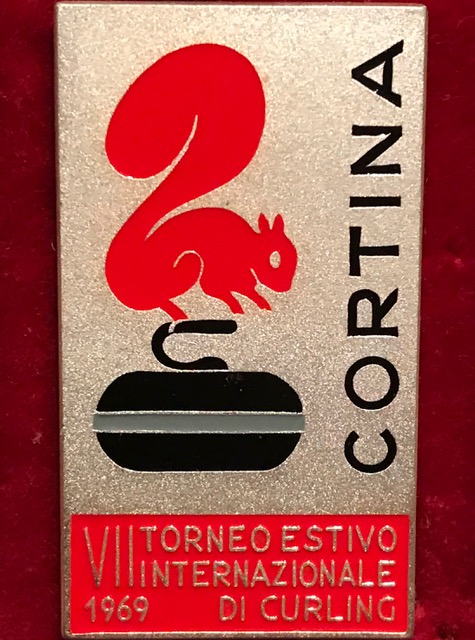 CORTINA
VII TORNEO ESTIVO
INTERNAZIONALE
1969 DI CURLING